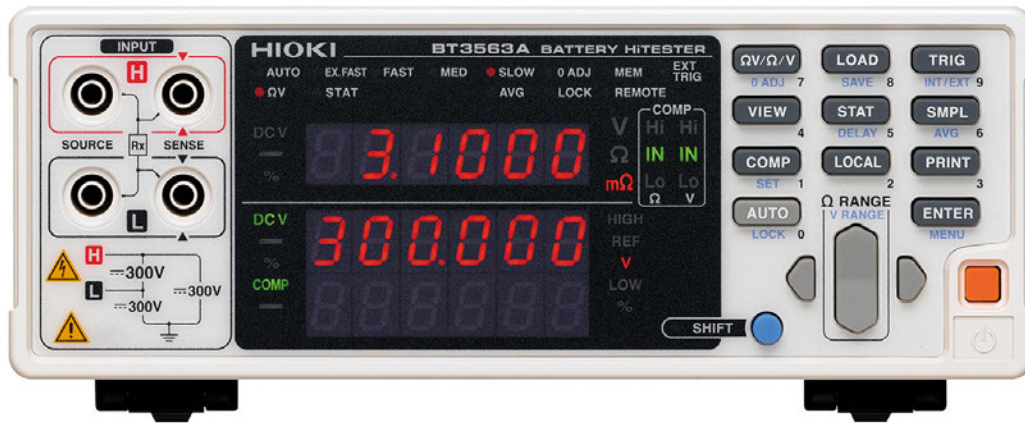 INPUT
H
SOURCE
Rx
SENSE
L
H
300V
L
300V
300V
HIOKI
BT3563A BATTERY HiTESTER
AUTO EX.FAST FAST MED SLOW 0 ADJ MEM EXT TRIG
ΩV STAT AVG LOCK REMOTE
DC V
%
3.1000
V
Ω
mΩ
COMP
Hi Hi
IN IN
Lo Lo
Ω V
DC V
%
COMP
300.000
HIGH
REF
V
LOW
%
SHIFT
ΩV/Ω/V LOAD TRIG
0 ADJ 7 SAVE 8 INT/EXT 9
VIEW STAT SMPL
4 DELAY 5 AVG 6
COMP LOCAL PRINT
SET 1 2 3
AUTO Ω RANGE ENTER
LOCK 0 V RANGE MENU